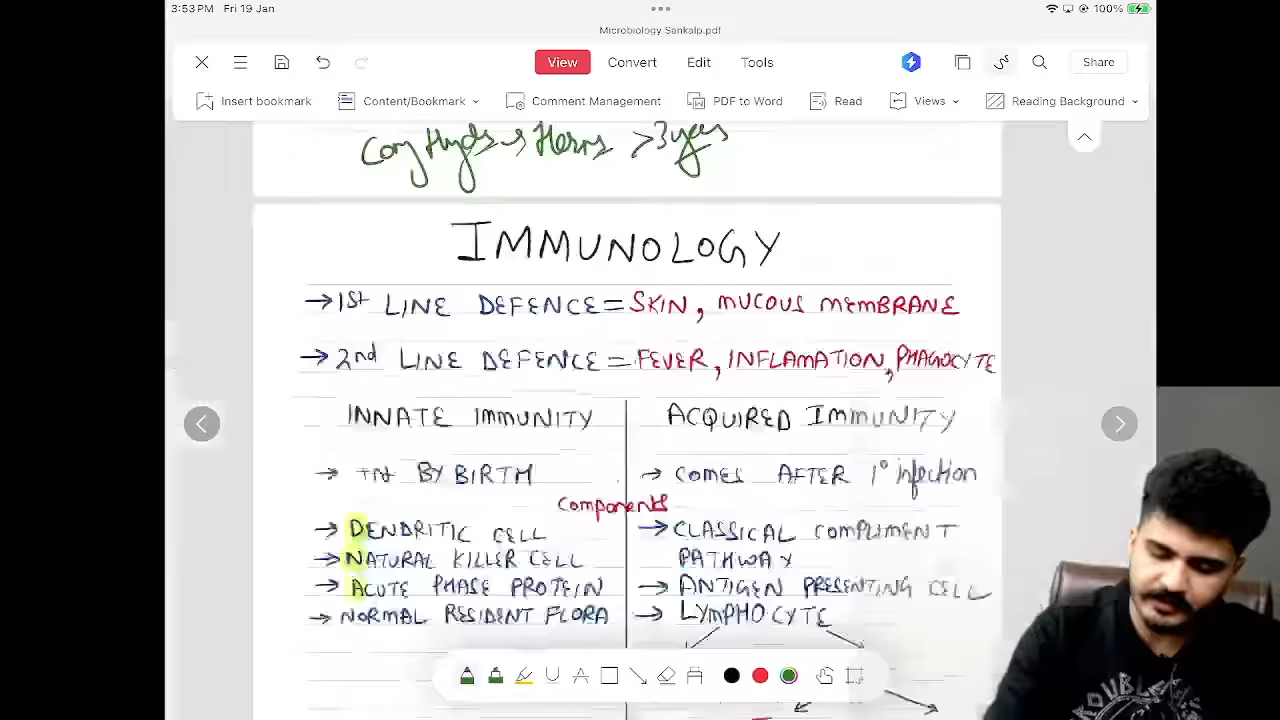 3:53 PM Fri 19 Jan
100%
Microbiology Sankalp.pdf
View Convert Edit Tools Share
Insert bookmark Content/Bookmark Comment Management PDF to Word Read Views Reading Background
> 3 years
IMMUNOLOGY
→ 1st LINE DEFENCE = SKIN, MUCOUS MEMBRANE
→ 2nd LINE DEFENCE = FEVER, INFLAMATION, PHAGOCYTE
INNATE IMMUNITY
ACQUIRED IMMUNITY
→ BY BIRTH
→ COMES AFTER 1° infection
Components
→ DENDRITIC CELL
→ NATURAL KILLER CELL
→ ACUTE PHASE PROTEIN
→ NORMAL RESIDENT FLORA
→ CLASSICAL COMPLIMENT
PATHWAY
→ ANTIGEN PRESENTING CELL
→ LYMPHOCYTE